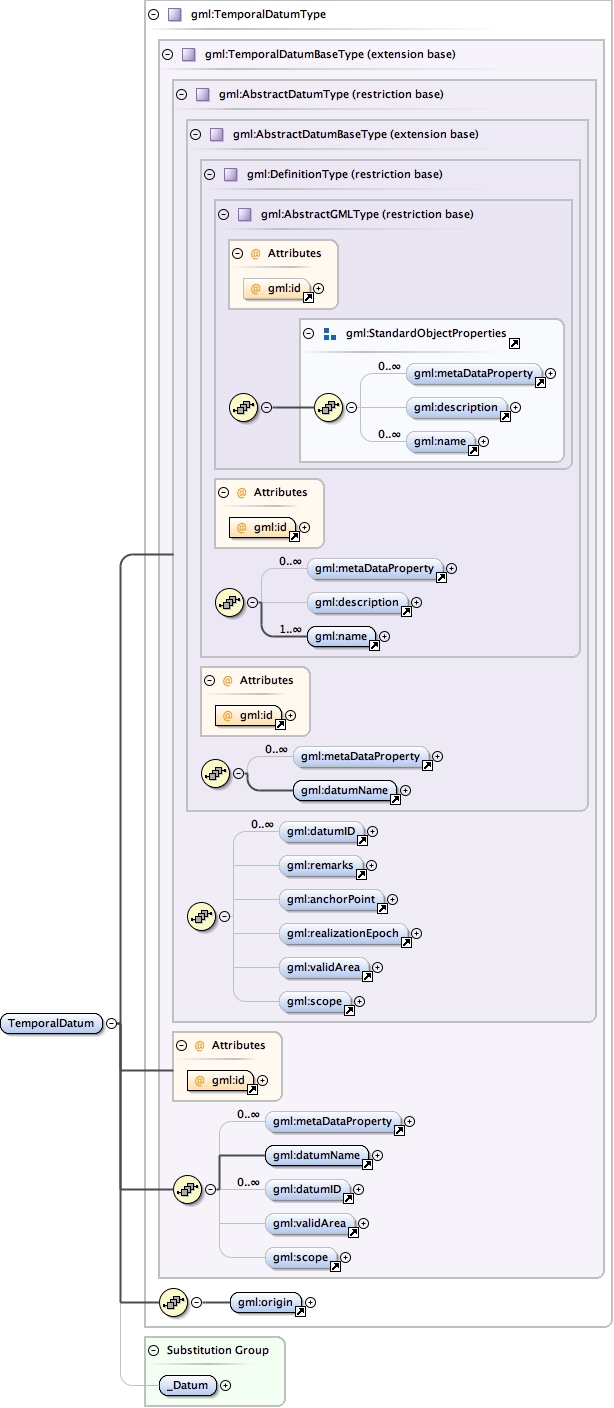 gml:TemporalDatumType
gml:TemporalDatumBaseType (extension base)
gml:AbstractDatumType (restriction base)
gml:AbstractDatumBaseType (extension base)
gml:DefinitionType (restriction base)
gml:AbstractGMLType (restriction base)
@ Attributes
@ gml:id
gml:StandardObjectProperties
0..∞ gml:metaDataProperty
gml:description
0..∞ gml:name
@ Attributes
@ gml:id
0..∞ gml:metaDataProperty
gml:description
1..∞ gml:name
@ Attributes
@ gml:id
0..∞ gml:metaDataProperty
gml:datumName
0..∞ gml:datumID
gml:remarks
gml:anchorPoint
gml:realizationEpoch
gml:validArea
gml:scope
TemporalDatum
@ Attributes
@ gml:id
0..∞ gml:metaDataProperty
gml:datumName
0..∞ gml:datumID
gml:validArea
gml:scope
gml:origin
Substitution Group
_Datum